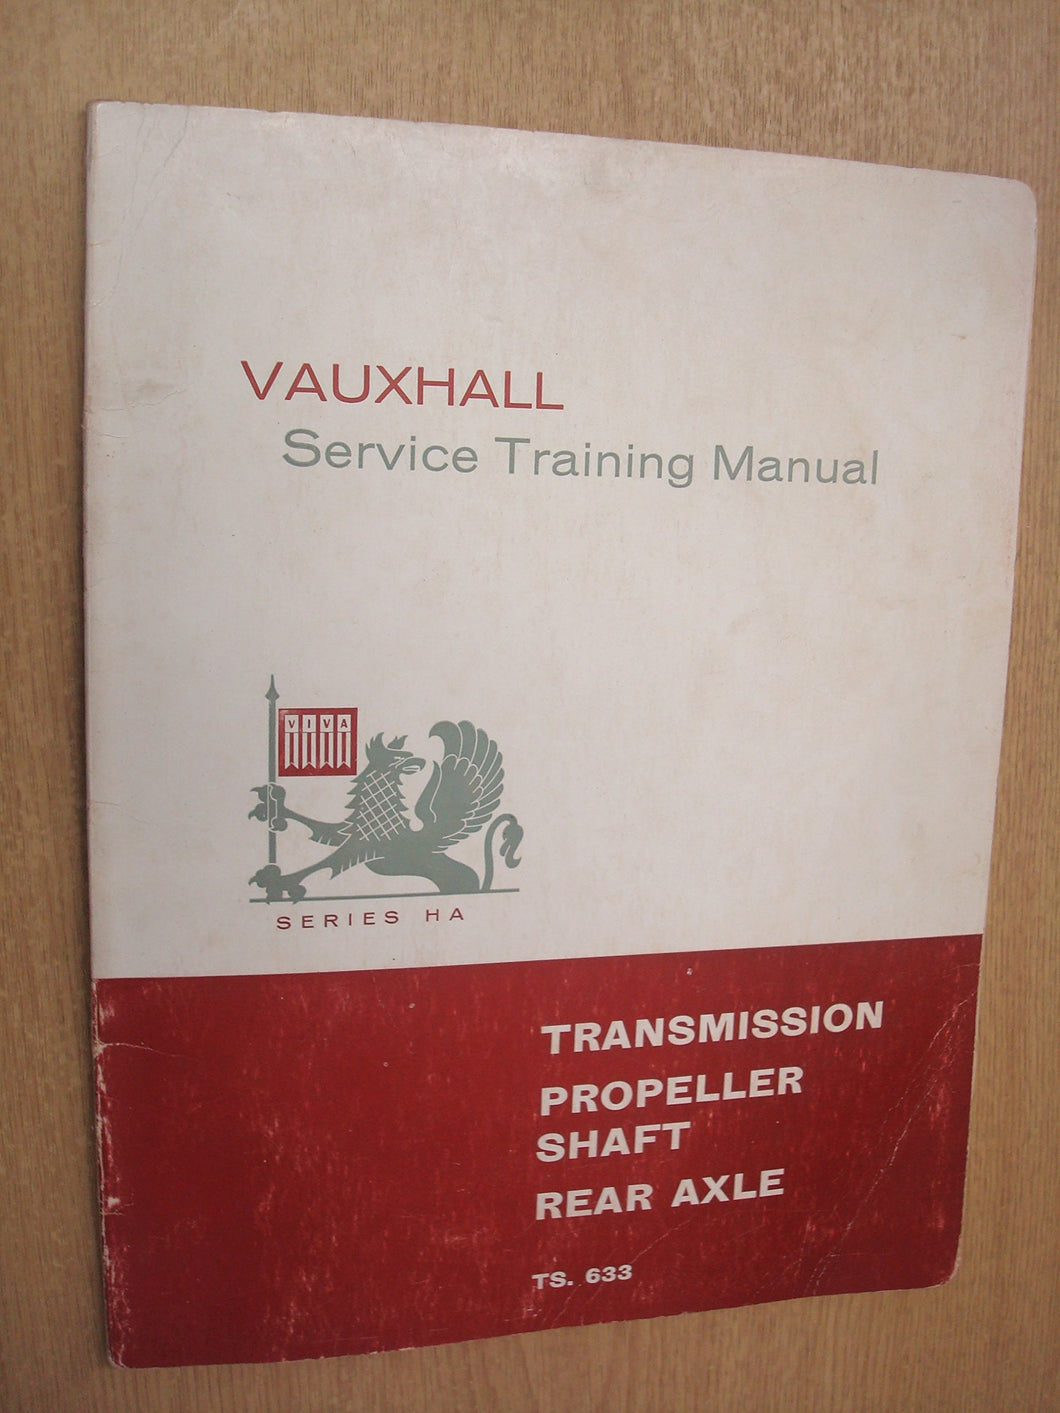 VAUXHALL
Service Training Manual
VIVA
SERIES HA
TRANSMISSION
PROPELLER
SHAFT
REAR AXLE
TS. 633